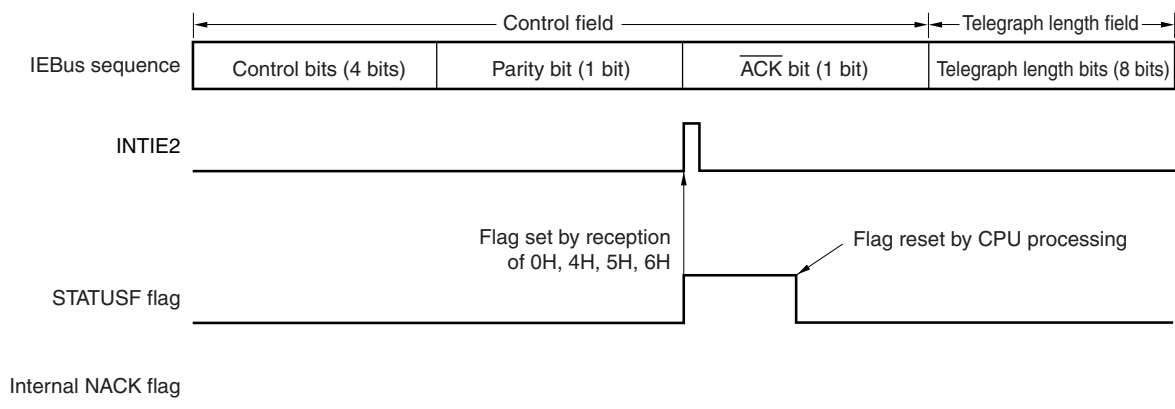 Control field
Telegraph length field
IEBus sequence
Control bits (4 bits)
Parity bit (1 bit)
ACK bit (1 bit)
Telegraph length bits (8 bits)
INTIE2
Flag set by reception
of 0H, 4H, 5H, 6H
Flag reset by CPU processing
STATUSF flag
Internal NACK flag